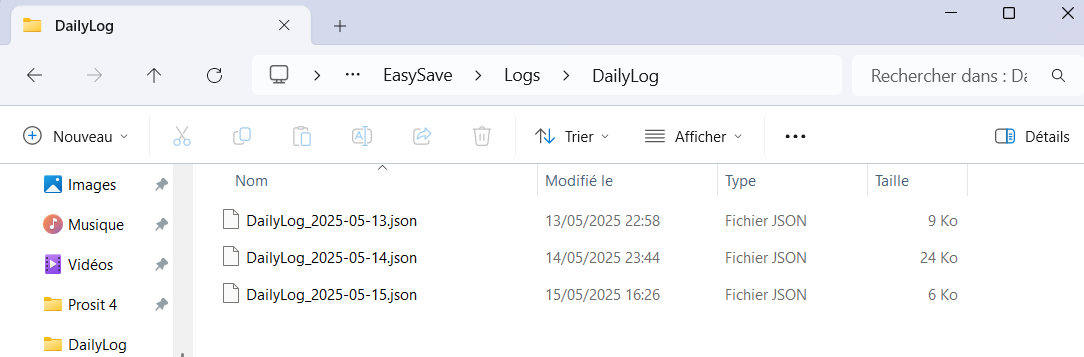 DailyLog
EasySave Logs DailyLog Rechercher dans : Da
Nouveau Trier Afficher Détails
Nom Modifié le Type Taille
Images
Musique
Vidéos
Prosit 4
DailyLog
DailyLog_2025-05-13.json 13/05/2025 22:58 Fichier JSON 9 Ko
DailyLog_2025-05-14.json 14/05/2025 23:44 Fichier JSON 24 Ko
DailyLog_2025-05-15.json 15/05/2025 16:26 Fichier JSON 6 Ko